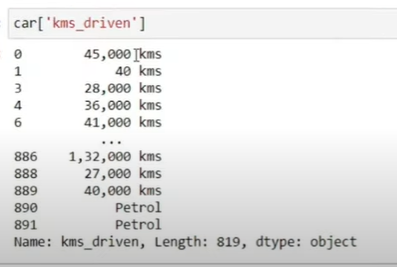 car['kms_driven']
0 45,000 kms
1 40 kms
3 28,000 kms
4 36,000 kms
6 41,000 kms
...
886 1,32,000 kms
888 27,000 kms
889 40,000 kms
890 Petrol
891 Petrol
Name: kms_driven, Length: 819, dtype: object